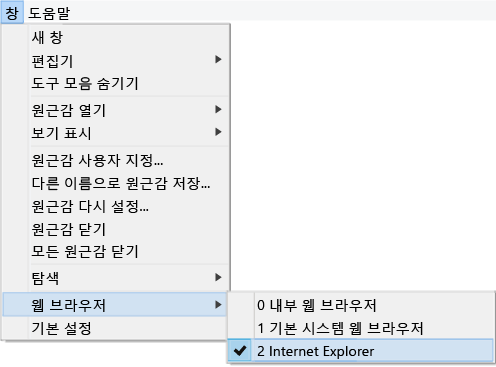 창 도움말
새 창
편집기
도구 모음 숨기기
원근감 열기
보기 표시
원근감 사용자 지정...
다른 이름으로 원근감 저장...
원근감 다시 설정...
원근감 닫기
모든 원근감 닫기
탐색
웹 브라우저
기본 설정
0 내부 웹 브라우저
1 기본 시스템 웹 브라우저
2 Internet Explorer